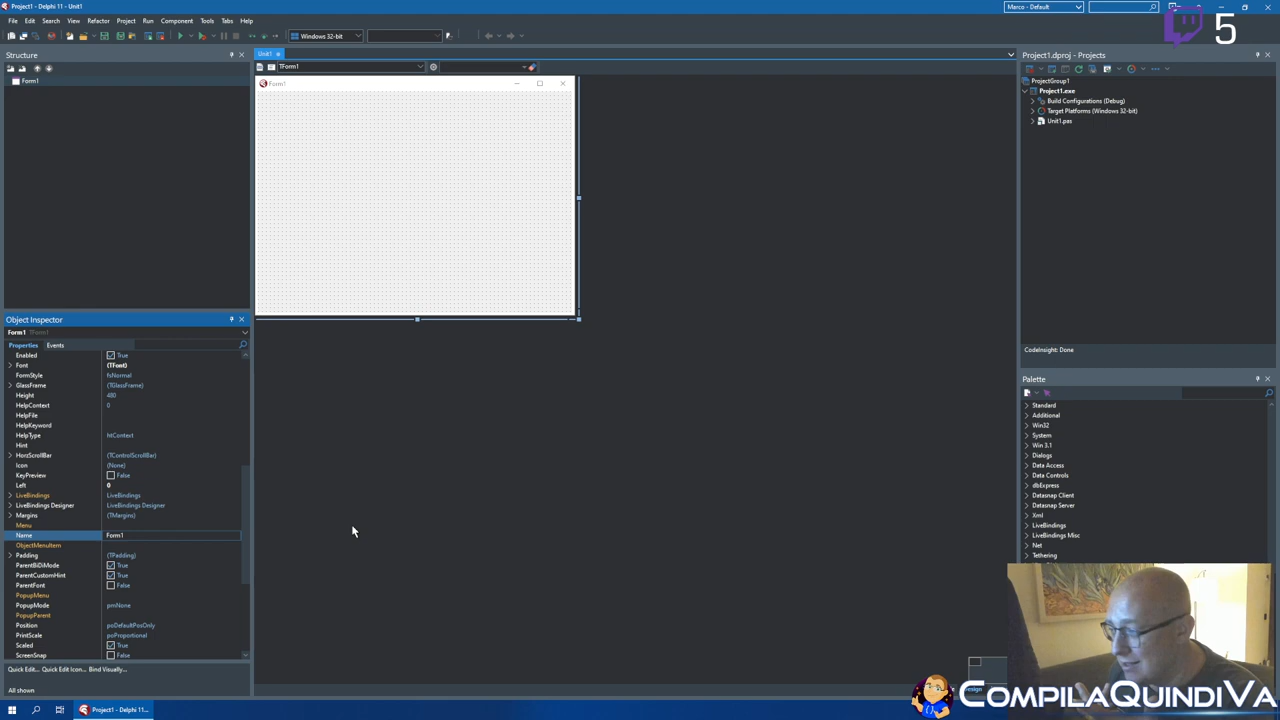 Project1 - Delphi 11 - Unit1
Marco - Default
File Edit Search View Refactor Project Run Component Tools Tabs Help
5
Windows 32-bit
Structure
Form1
Unit1
TForm1
Form1
Project1.dproj - Projects
ProjectGroup1
Project1.exe
Build Configurations (Debug)
Target Platforms (Windows 32-bit)
Unit1.pas
CodeInsight: Done
Object Inspector
Form1 TForm1
Properties Events
Enabled True
Font (TFont)
FormStyle fsNormal
GlassFrame (TGlassFrame)
Height 480
HelpContext 0
HelpFile
HelpKeyword
HelpType htContext
Hint
HorzScrollBar (TControlScrollBar)
Icon (None)
KeyPreview False
Left 0
LiveBindings LiveBindings
LiveBindings Designer LiveBindings Designer
Margins (TMargins)
Menu
Name Form1
ObjectMenuItem
Padding (TPadding)
ParentBiDiMode True
ParentCustomHint True
ParentFont False
PopupMenu
PopupMode pmNone
PopupParent
Position poDefaultPosOnly
PrintScale poProportional
Scaled True
ScreenSnap False
Quick Edit... Quick Edit Icon... Bind Visually...
All shown
Palette
Standard
Additional
Win32
System
Win 3.1
Dialogs
Data Access
Data Controls
dbExpress
Datasnap Client
Datasnap Server
Xml
LiveBindings
LiveBindings Misc
Net
Tethering
Design
CompilaQuindiVa
Project1 - Delphi 11...